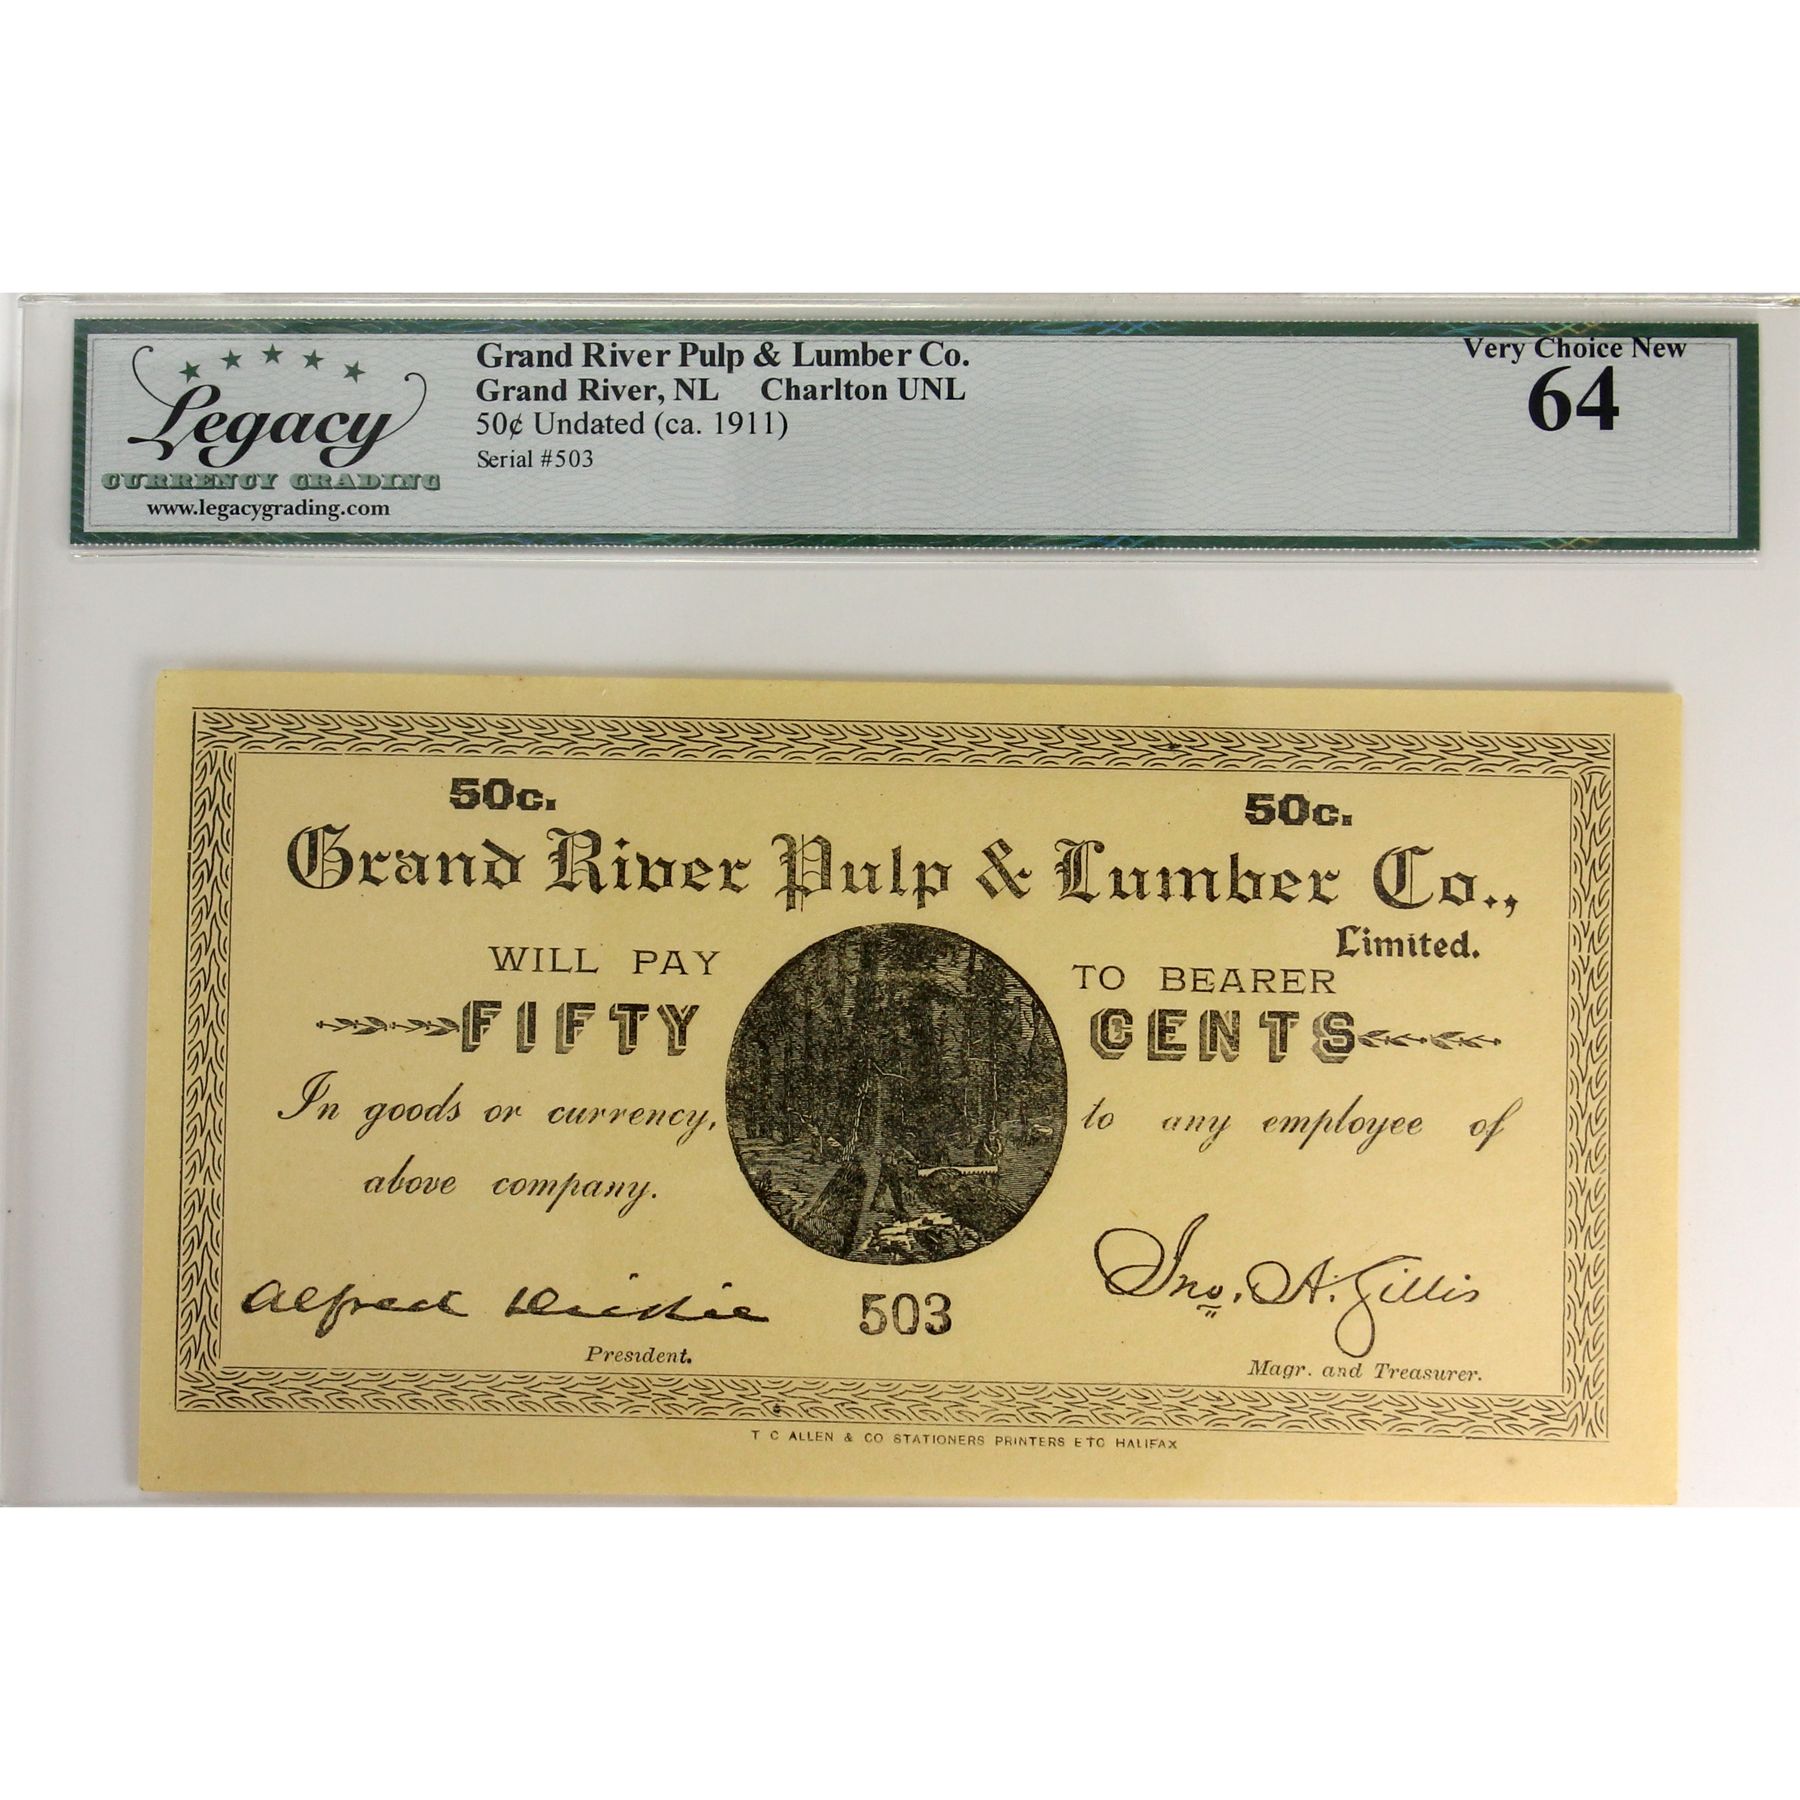 Legacy
CURRENCY GRADING
www.legacygrading.com
Grand River Pulp & Lumber Co.
Grand River, NL Charlton UNL
50¢ Undated (ca. 1911)
Serial #503
Very Choice New
64
50c. 50c.
Grand River Pulp & Lumber Co.,
Limited.
WILL PAY TO BEARER
FIFTY CENTS
In goods or currency, to any employee of
above company.
Alfred Dickie 503 Jno. A. Gillis
President. Magr. and Treasurer.
T C ALLEN & CO STATIONERS PRINTERS ETC HALIFAX